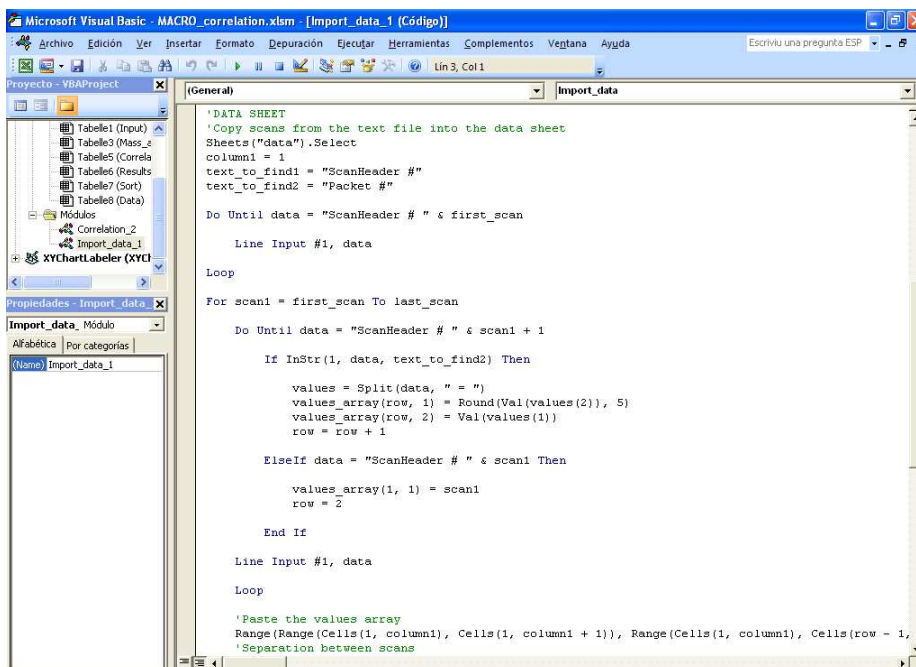 Microsoft Visual Basic - MACRO_correlation.xlsm - [Import_data_1 (Código)]
Archivo Edición Ver Insertar Formato Depuración Ejecutar Herramientas Complementos Ventana Ayuda
Escriviu una pregunta ESP
Lín 3, Col 1
Proyecto - VBAProject
(General)
Import_data
Tabelle1 (Input)
Tabelle3 (Mass_a
Tabelle5 (Correla
Tabelle6 (Results
Tabelle7 (Sort)
Tabelle8 (Data)
Módulos
Correlation_2
Import_data_1
XYChartLabeler (XYCl
Propiedades - Import_data_
Import_data_ Módulo
Alfabética Por categorías
(Name) Import_data_1
'DATA SHEET
'Copy scans from the text file into the data sheet
Sheets("data").Select
column1 = 1
text_to_find1 = "ScanHeader #"
text_to_find2 = "Packet #"
Do Until data = "ScanHeader # " & first_scan
Line Input #1, data
Loop
For scan1 = first_scan To last_scan
Do Until data = "ScanHeader # " & scan1 + 1
If InStr(1, data, text_to_find2) Then
values = Split(data, " = ")
values_array(row, 1) = Round(Val(values(2)), 5)
values_array(row, 2) = Val(values(1))
row = row + 1
ElseIf data = "ScanHeader # " & scan1 Then
values_array(1, 1) = scan1
row = 2
End If
Line Input #1, data
Loop
'Paste the values array
Range(Range(Cells(1, column1), Cells(1, column1 + 1)), Range(Cells(1, column1), Cells(row - 1,
'Separation between scans